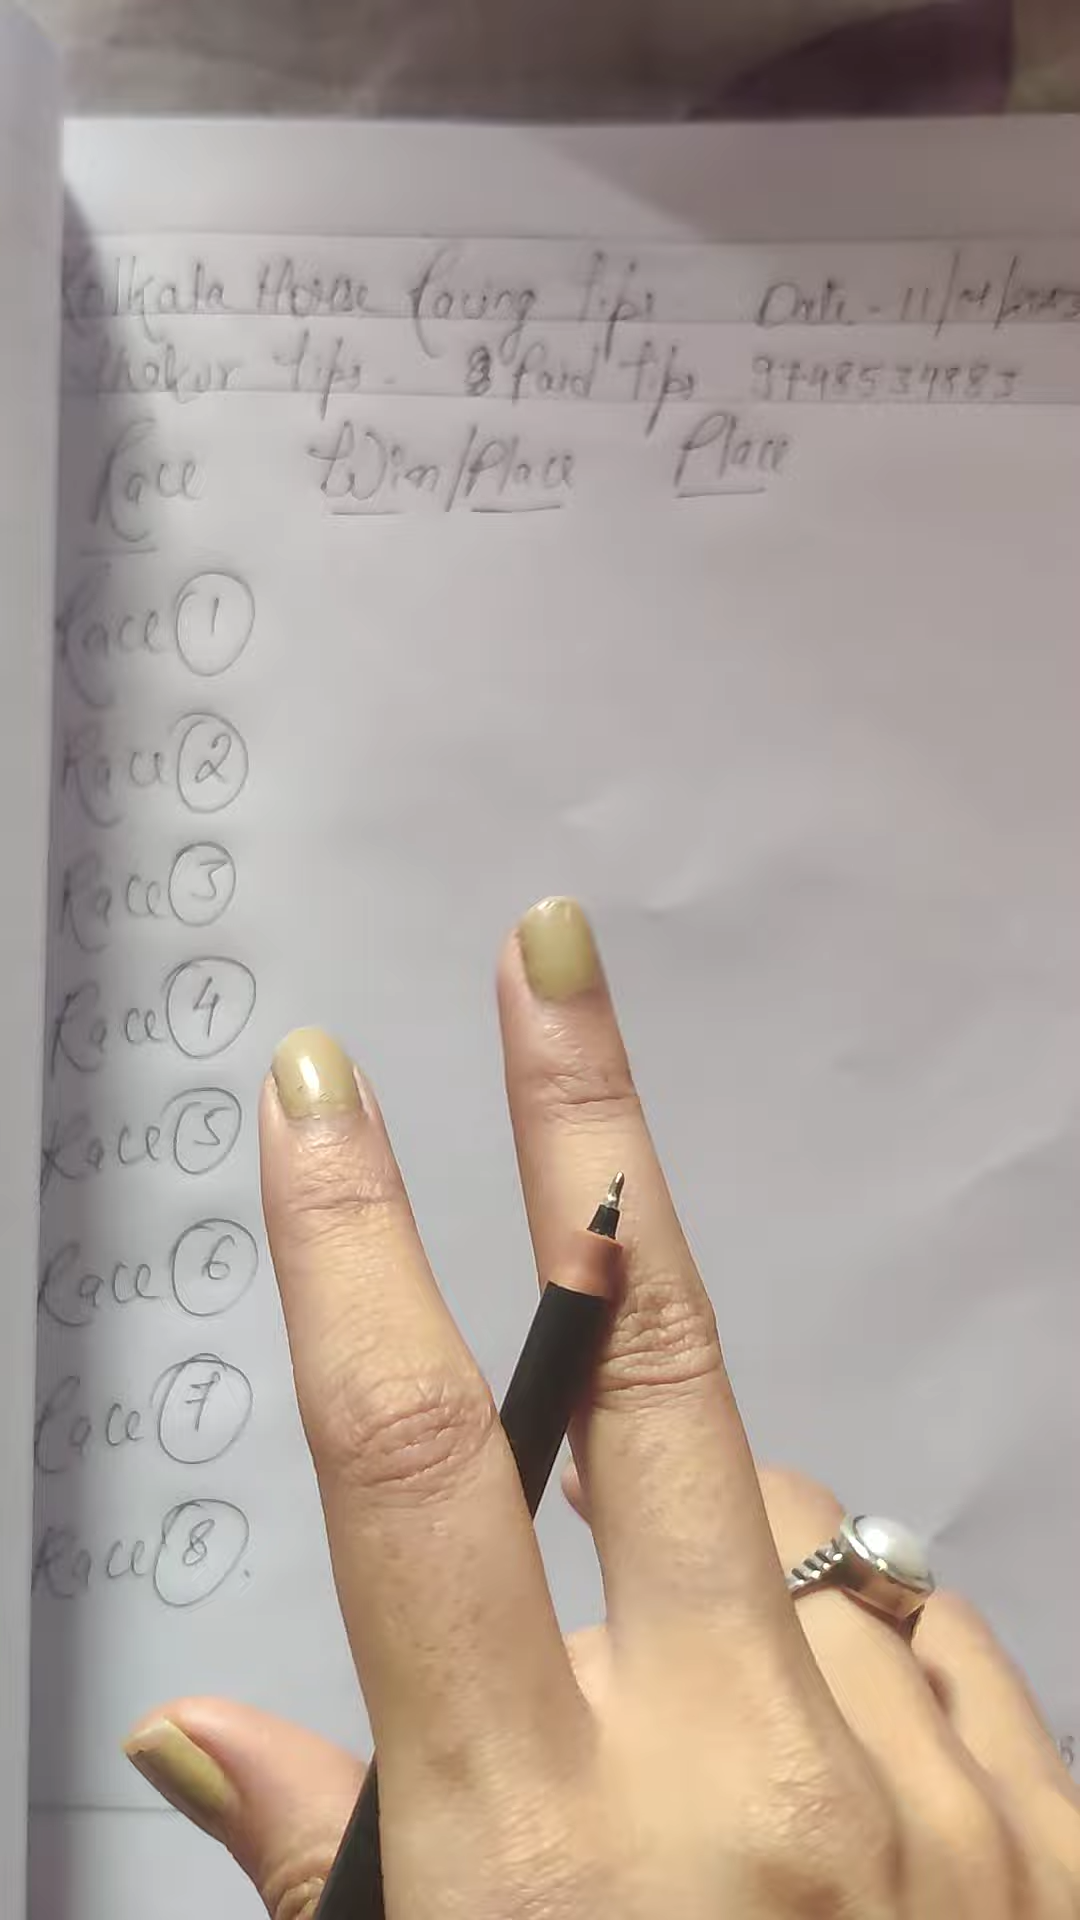 Kolkata Horse Racing Tips Date - 11/
Thakur Tips - 8 Paid Tips
Race Win/Place Place
Race 1
Race 2
Race 3
Race 4
Race 5
Race 6
Race 7
Race 8.